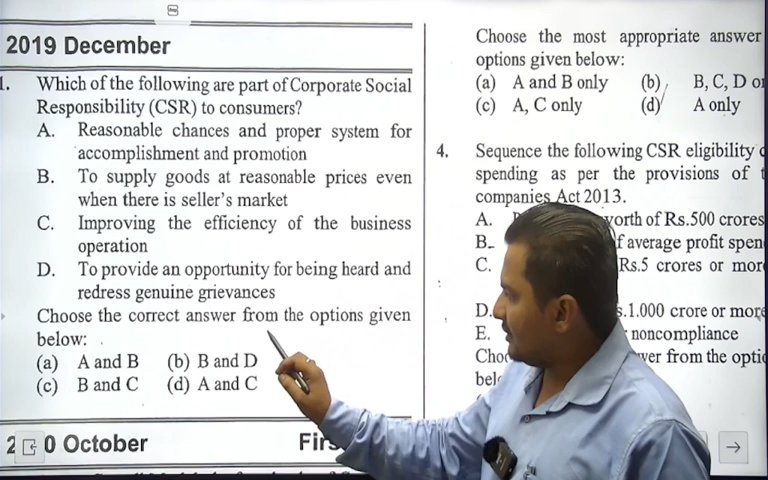 2019 December
1. Which of the following are part of Corporate Social
Responsibility (CSR) to consumers?
A. Reasonable chances and proper system for
accomplishment and promotion
B. To supply goods at reasonable prices even
when there is seller's market
C. Improving the efficiency of the business
operation
D. To provide an opportunity for being heard and
redress genuine grievances
Choose the correct answer from the options given
below:
(a) A and B (b) B and D
(c) B and C (d) A and C
0 October
Choose the most appropriate answer
options given below:
(a) A and B only (b) B, C, D
(c) A, C only (d) A only
4. Sequence the following CSR eligibility
spending as per the provisions of
companies Act 2013.
A. worth of Rs.500 crores
B. average profit
C. Rs.5 crores or more
D. 1.000 crore or more
E. noncompliance
from the